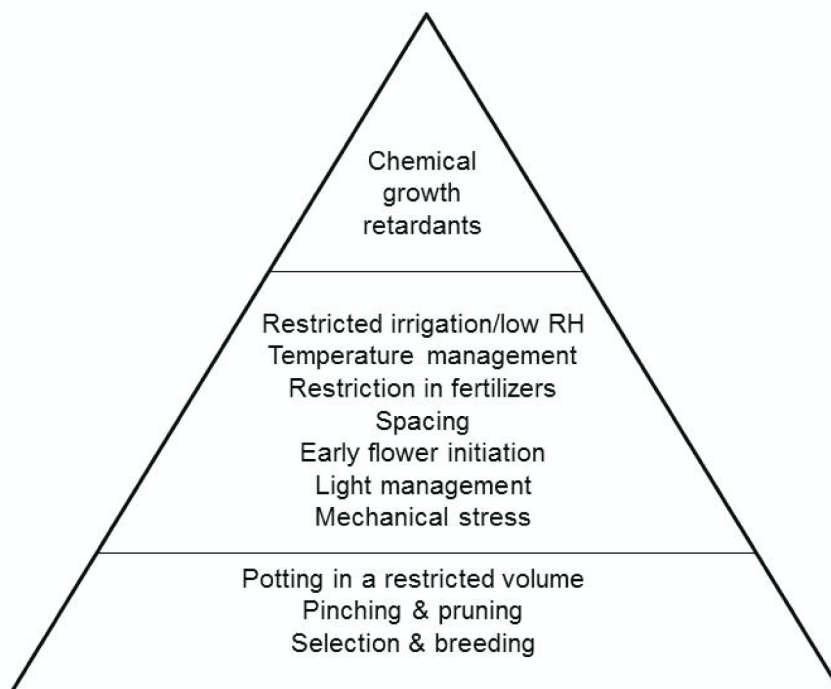 Chemical
growth
retardants
Restricted irrigation/low RH
Temperature management
Restriction in fertilizers
Spacing
Early flower initiation
Light management
Mechanical stress
Potting in a restricted volume
Pinching & pruning
Selection & breeding